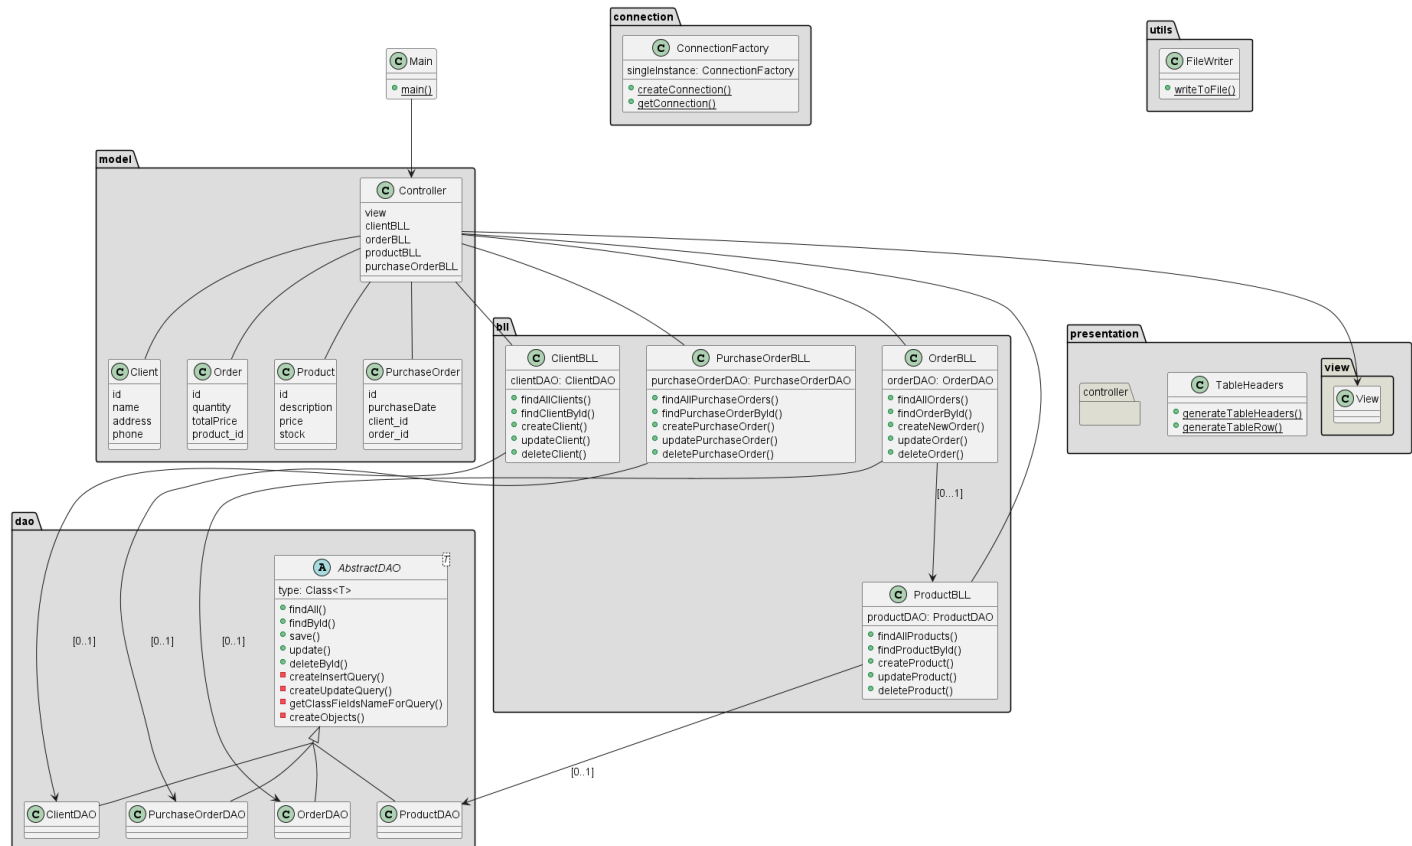 connection
C ConnectionFactory
singleInstance: ConnectionFactory
createConnection()
getConnection()
utils
C FileWriter
writeToFile()
C Main
main()
model
C Controller
view
clientBLL
orderBLL
productBLL
purchaseOrderBLL
C Client
id
name
address
phone
C Order
id
quantity
totalPrice
product_id
C Product
id
description
price
stock
C PurchaseOrder
id
purchaseDate
client_id
order_id
bll
C ClientBLL
clientDAO: ClientDAO
findAllClients()
findClientById()
createClient()
updateClient()
deleteClient()
C PurchaseOrderBLL
purchaseOrderDAO: PurchaseOrderDAO
findAllPurchaseOrders()
findPurchaseOrderById()
createPurchaseOrder()
updatePurchaseOrder()
deletePurchaseOrder()
C OrderBLL
orderDAO: OrderDAO
findAllOrders()
findOrderById()
createNewOrder()
updateOrder()
deleteOrder()
[0...1]
C ProductBLL
productDAO: ProductDAO
findAllProducts()
findProductById()
createProduct()
updateProduct()
deleteProduct()
presentation
controller
C TableHeaders
generateTableHeaders()
generateTableRow()
view
C View
dao
A AbstractDAO
T
type: Class<T>
findAll()
findById()
save()
update()
deleteById()
createInsertQuery()
createUpdateQuery()
getClassFieldsNameForQuery()
createObjects()
[0..1]
[0..1]
[0..1]
[0..1]
C ClientDAO
C PurchaseOrderDAO
C OrderDAO
C ProductDAO